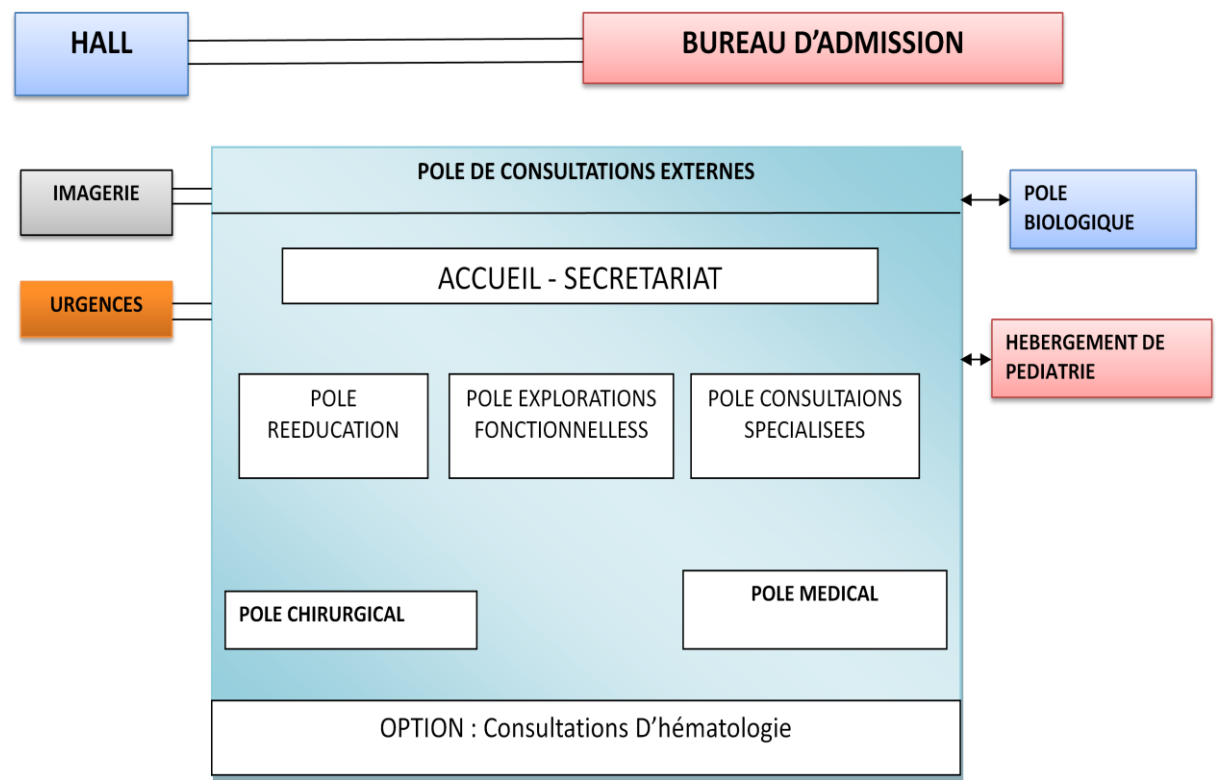 HALL
BUREAU D’ADMISSION
POLE DE CONSULTATIONS EXTERNES
IMAGERIE
POLE
BIOLOGIQUE
ACCUEIL - SECRETARIAT
URGENCES
HEBERGEMENT DE
PEDIATRIE
POLE
REEDUCATION
POLE EXPLORATIONS
FONCTIONNELLESS
POLE CONSULTAIONS
SPECIALISEES
POLE CHIRURGICAL
POLE MEDICAL
OPTION : Consultations D’hématologie